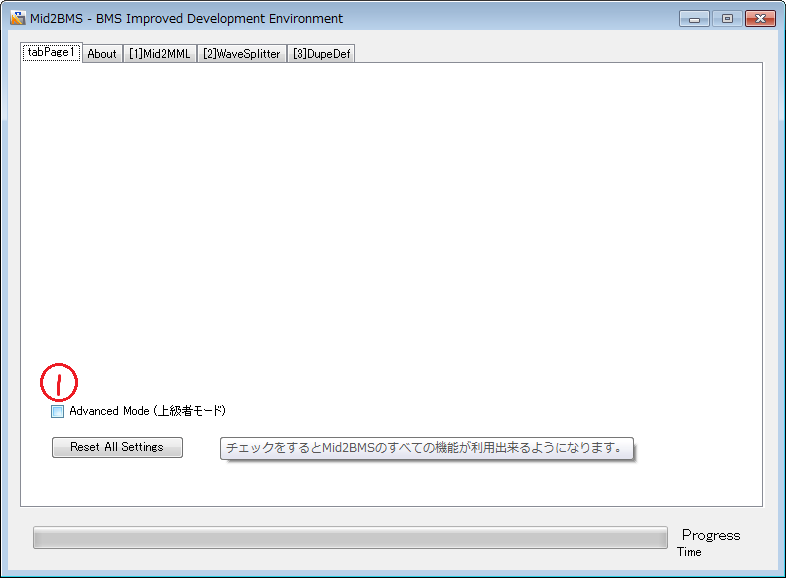 Mid2BMS - BMS Improved Development Environment
tabPage1 About [1]Mid2MML [2]WaveSplitter [3]DupeDef
1
Advanced Mode (上級者モード)
Reset All Settings
チェックをするとMid2BMSのすべての機能が利用出来るようになります。
Progress
Time